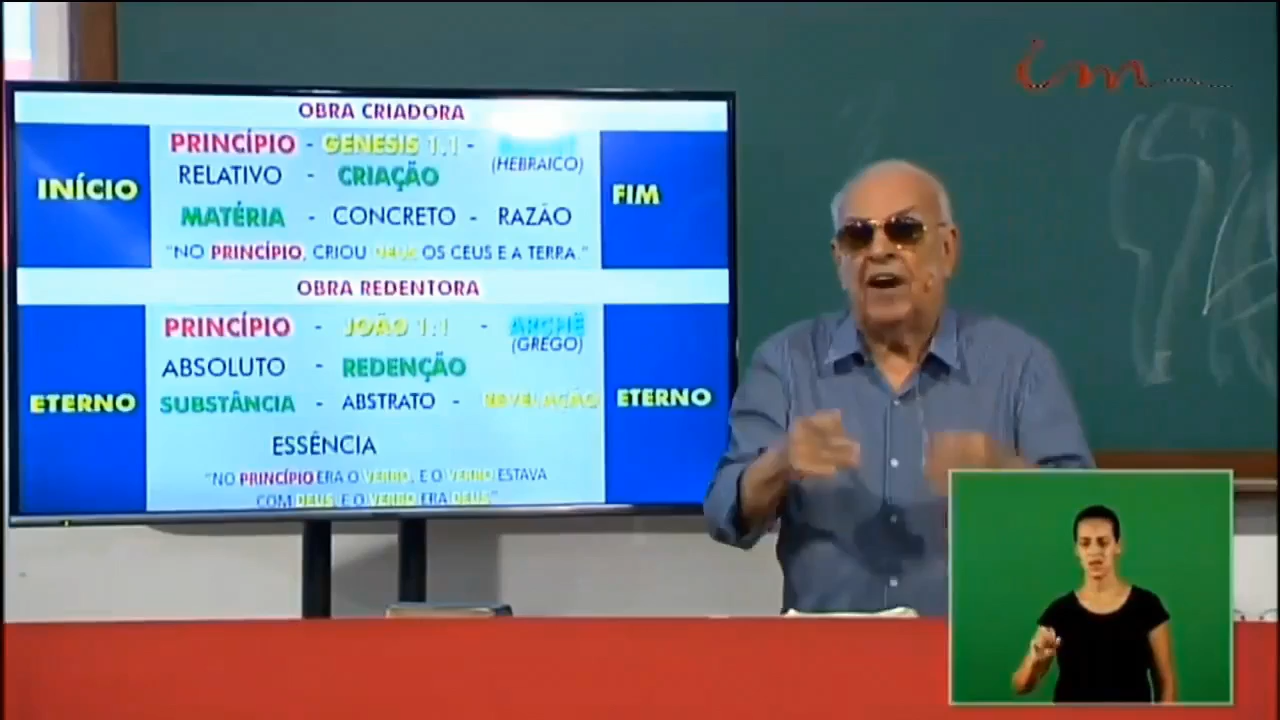 im
OBRA CRIADORA
PRINCÍPIO - GENESIS 1.1 -
(HEBRAICO)
INÍCIO
RELATIVO - CRIAÇÃO
FIM
MATÉRIA - CONCRETO - RAZÃO
"NO PRINCÍPIO, CRIOU DEUS OS CEUS E A TERRA."
OBRA REDENTORA
PRINCÍPIO - JOÃO 1.1 - ARCHÊ
(GREGO)
ABSOLUTO - REDENÇÃO
ETERNO
SUBSTÂNCIA - ABSTRATO - REVELAÇÃO
ETERNO
ESSÊNCIA
"NO PRINCÍPIO ERA O VERBO, E O VERBO ESTAVA
COM DEUS, E O VERBO ERA DEUS"